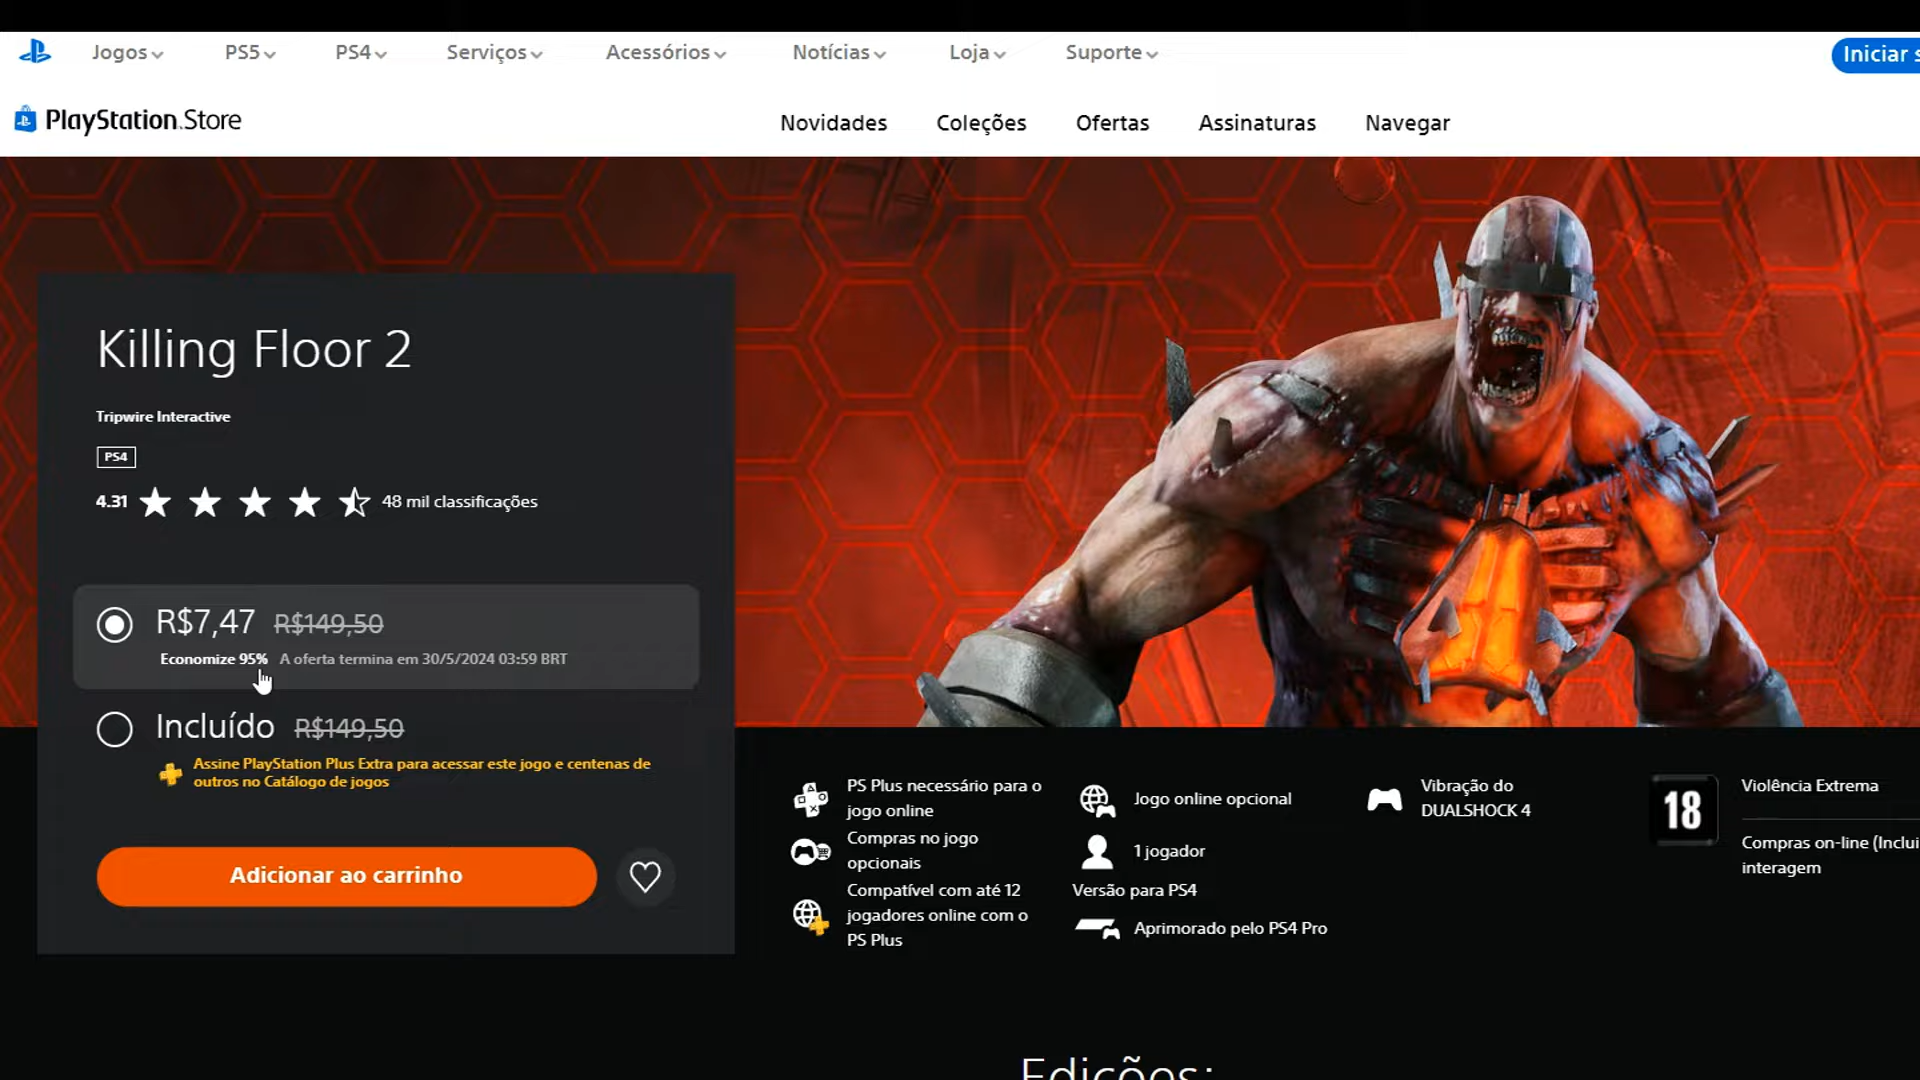 Jogos
PS5
PS4
Serviços
Acessórios
Notícias
Loja
Suporte
Iniciar s
PlayStation.Store
Novidades
Coleções
Ofertas
Assinaturas
Navegar
Killing Floor 2
Tripwire Interactive
PS4
4.31
48 mil classificações
R$7,47 R$149,50
Economize 95% A oferta termina em 30/5/2024 03:59 BRT
Incluído R$149,50
Assine PlayStation Plus Extra para acessar este jogo e centenas de
outros no Catálogo de jogos
Adicionar ao carrinho
PS Plus necessário para o
jogo online
Compras no jogo
opcionais
Compatível com até 12
jogadores online com o
PS Plus
Jogo online opcional
1 jogador
Versão para PS4
Aprimorado pelo PS4 Pro
Vibração do
DUALSHOCK 4
18
Violência Extrema
Compras on-line (Inclui
interagem
Edições: